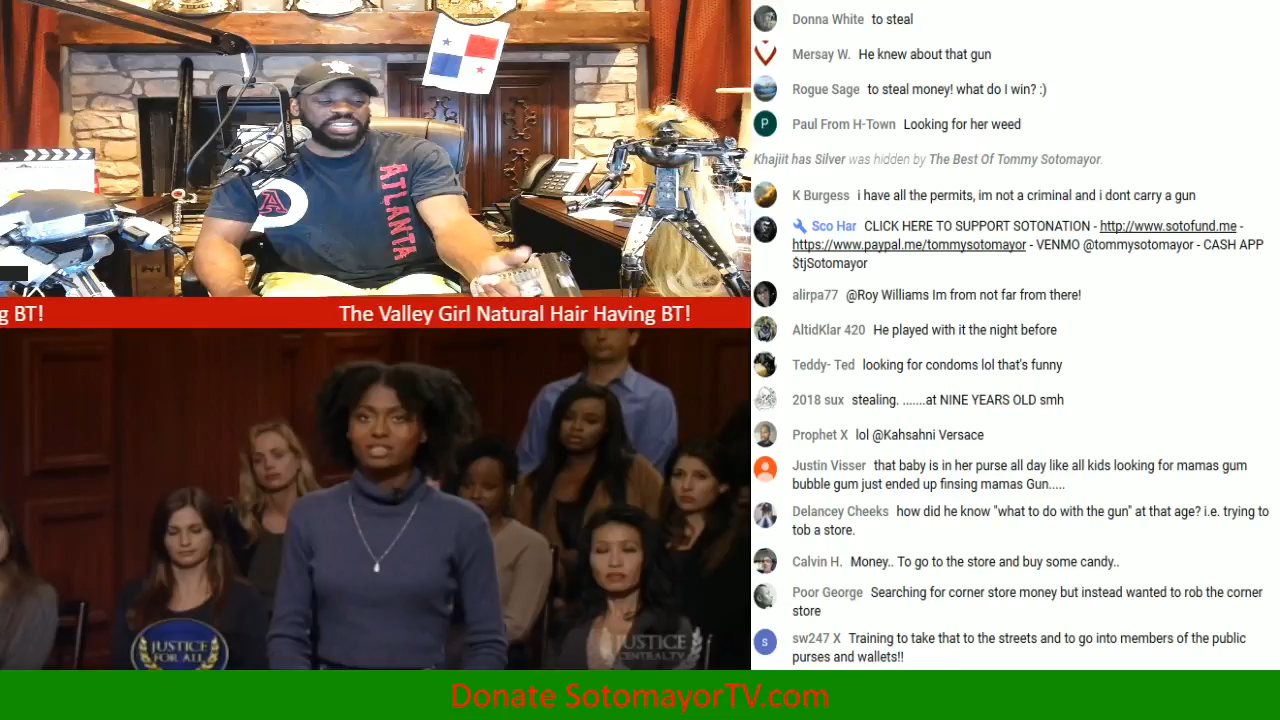 ATLANTA
A
g BT!
The Valley Girl Natural Hair Having BT!
JUSTICE
FOR ALL
JUSTICE
CENTRAL.TV
Donna White to steal
Mersay W. He knew about that gun
Rogue Sage to steal money! what do I win? :)
P
Paul From H-Town Looking for her weed
Khajiit has Silver was hidden by The Best Of Tommy Sotomayor.
K Burgess i have all the permits, im not a criminal and i dont carry a gun
Sco Har CLICK HERE TO SUPPORT SOTONATION - http://www.sotofund.me -
https://www.paypal.me/tommysotomayor - VENMO @tommysotomayor - CASH APP
$tjSotomayor
alirpa77 @Roy Williams Im from not far from there!
AltidKlar 420 He played with it the night before
Teddy- Ted looking for condoms lol that's funny
2018 sux stealing. .......at NINE YEARS OLD smh
Prophet X lol @Kahsahni Versace
Justin Visser that baby is in her purse all day like all kids looking for mamas gum
bubble gum just ended up finsing mamas Gun.....
Delancey Cheeks how did he know "what to do with the gun" at that age? i.e. trying to
tob a store.
Calvin H. Money.. To go to the store and buy some candy..
Poor George Searching for corner store money but instead wanted to rob the corner
store
s
sw247 X Training to take that to the streets and to go into members of the public
purses and wallets!!
Donate SotomayorTV.com